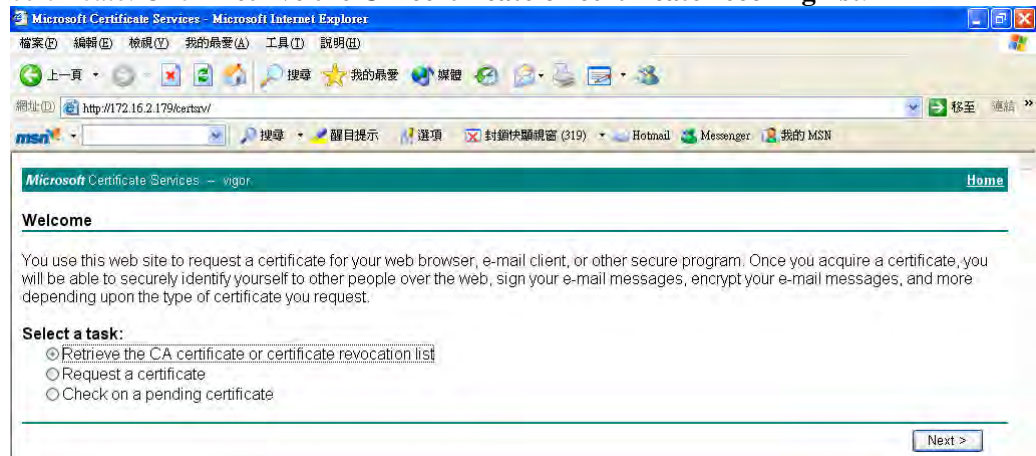 Microsoft Certificate Services - Microsoft Internet Explorer
檔案(F) 編輯(E) 檢視(V) 我的最愛(A) 工具(T) 說明(H)
上一頁 搜尋 我的最愛 媒體
網址(D) http://172.16.2.179/certsrv/ 移至 連結 »
msn 搜尋 醒目提示 選項 封鎖快顯視窗 (319) Hotmail Messenger 我的 MSN
Microsoft Certificate Services -- vigor Home
Welcome
You use this web site to request a certificate for your web browser, e-mail client, or other secure program. Once you acquire a certificate, you
will be able to securely identify yourself to other people over the web, sign your e-mail messages, encrypt your e-mail messages, and more
depending upon the type of certificate you request.
Select a task:
Retrieve the CA certificate or certificate revocation list
Request a certificate
Check on a pending certificate
Next >